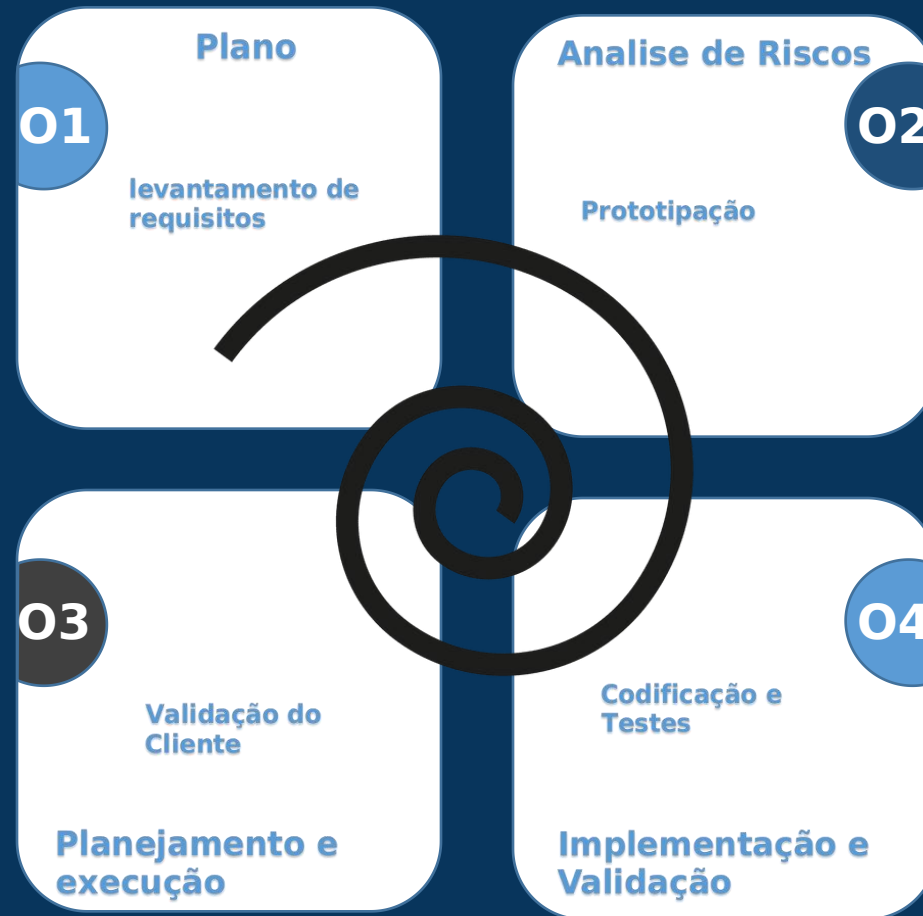 Plano
O1
levantamento de
requisitos
Analise de Riscos
O2
Prototipação
O3
Validação do
Cliente
Planejamento e
execução
O4
Codificação e
Testes
Implementação e
Validação